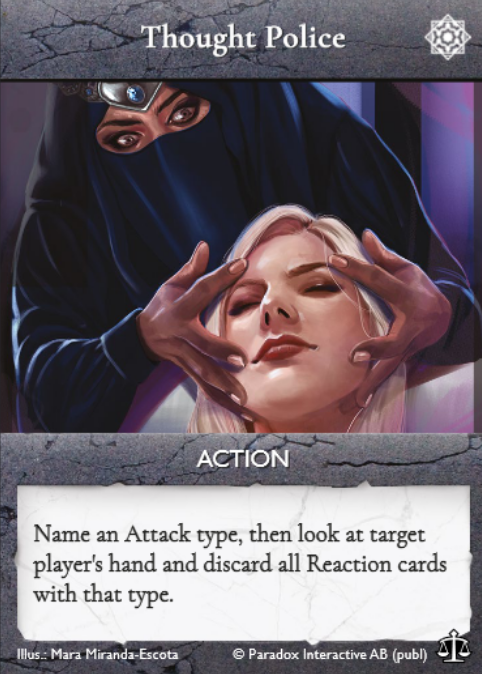 Thought Police
ACTION
Name an Attack type, then look at target
player's hand and discard all Reaction cards
with that type.
Illus.: Mara Miranda-Escota © Paradox Interactive AB (publ)